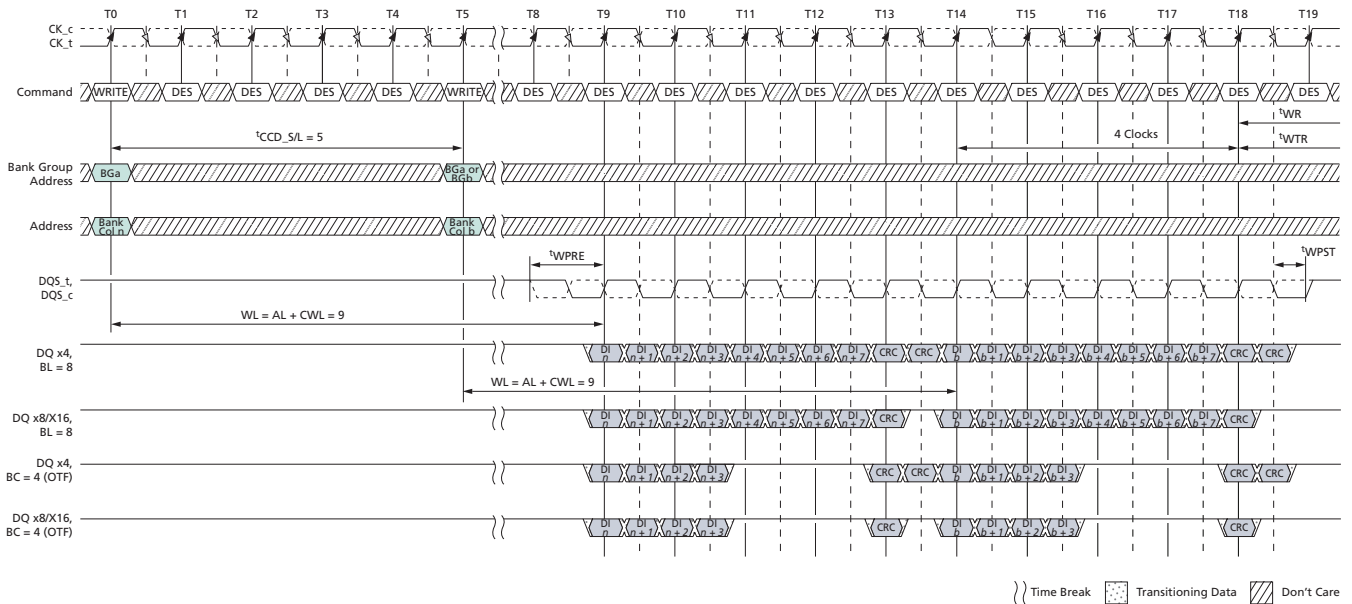 T0 T1 T2 T3 T4 T5 T8 T9 T10 T11 T12 T13 T14 T15 T16 T17 T18 T19
CK_c
CK_t
Command WRITE DES DES DES DES WRITE DES DES DES DES DES DES DES DES DES DES DES DES
tWR
tCCD_S/L = 5
4 Clocks
tWTR
Bank Group
Address
BGa
BGa or
BGb
Address
Bank
Col n
Bank
Col b
tWPRE
tWPST
DQS_t,
DQS_c
WL = AL + CWL = 9
DQ x4,
BL = 8
DI n DI n + 1 DI n + 2 DI n + 3 DI n + 4 DI n + 5 DI n + 6 DI n + 7 CRC CRC DI b DI b + 1 DI b + 2 DI b + 3 DI b + 4 DI b + 5 DI b + 6 DI b + 7 CRC CRC
WL = AL + CWL = 9
DQ x8/X16,
BL = 8
DI n DI n + 1 DI n + 2 DI n + 3 DI n + 4 DI n + 5 DI n + 6 DI n + 7 CRC DI b DI b + 1 DI b + 2 DI b + 3 DI b + 4 DI b + 5 DI b + 6 DI b + 7 CRC
DQ x4,
BC = 4 (OTF)
DI n DI n + 1 DI n + 2 DI n + 3 CRC CRC DI b DI b + 1 DI b + 2 DI b + 3 CRC CRC
DQ x8/X16,
BC = 4 (OTF)
DI n DI n + 1 DI n + 2 DI n + 3 CRC DI b DI b + 1 DI b + 2 DI b + 3 CRC
Time Break Transitioning Data Don't Care